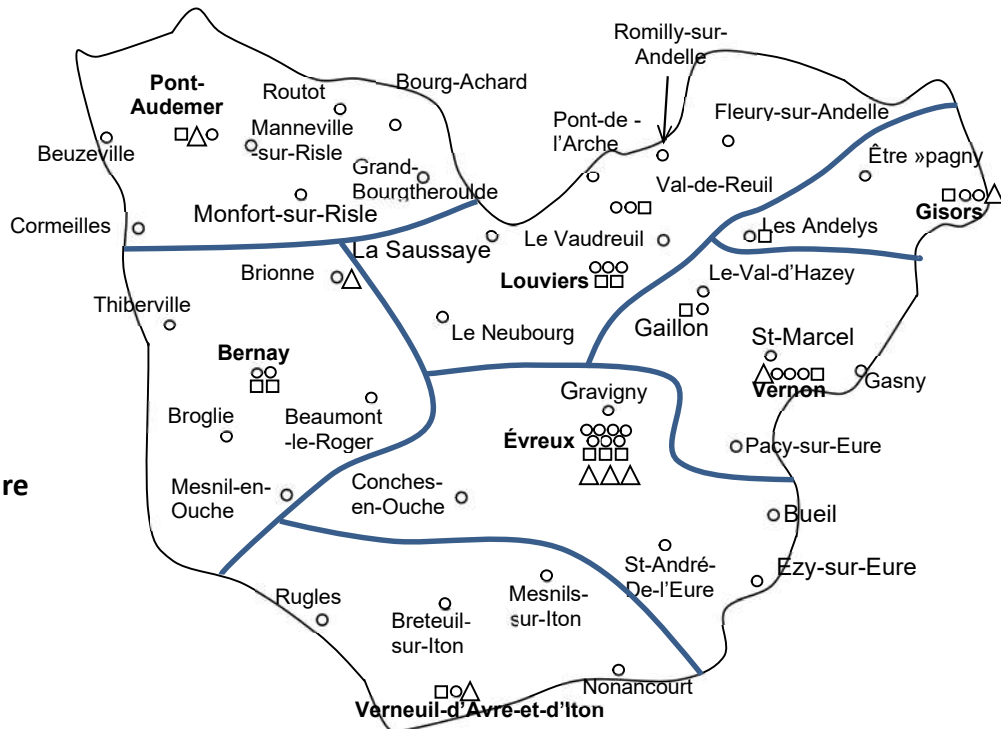 Romilly-sur-
Andelle
Pont-
Audemer
Routot
Bourg-Achard
Fleury-sur-Andelle
Pont-de -
l'Arche
Manneville
-sur-Risle
Beuzeville
Être »pagny
Grand-
Bourgtheroulde
Val-de-Reuil
Monfort-sur-Risle
Gisors
Cormeilles
Les Andelys
La Saussaye
Le Vaudreuil
Brionne
Louviers
Le-Val-d'Hazey
Thiberville
Le Neubourg
Gaillon
St-Marcel
Bernay
Gasny
Vernon
Gravigny
Broglie
Beaumont
-le-Roger
Évreux
Pacy-sur-Eure
re
Mesnil-en-
Ouche
Conches-
en-Ouche
Bueil
St-André-
De-l'Eure
Ezy-sur-Eure
Rugles
Breteuil-
sur-Iton
Mesnils-
sur-Iton
Nonancourt
Verneuil-d'Avre-et-d'Iton